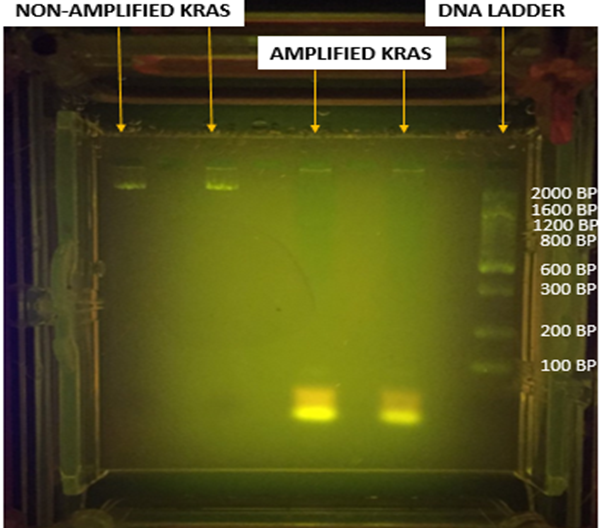 NON-AMPLIFIED KRAS
DNA LADDER
AMPLIFIED KRAS
2000 BP
1600 BP
1200 BP
800 BP
600 BP
300 BP
200 BP
100 BP